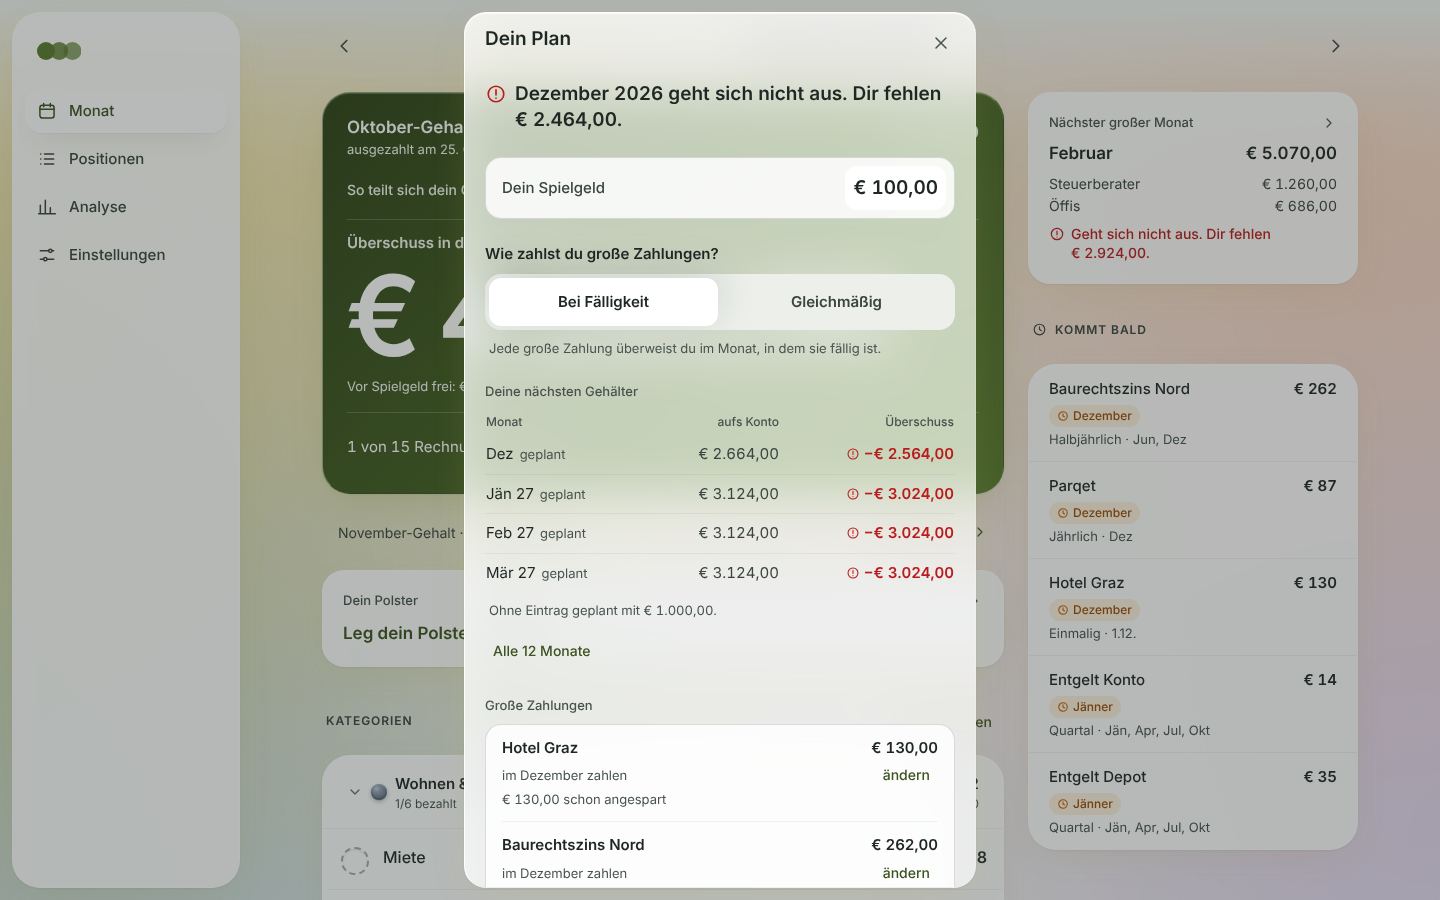 Monat
Positionen
Analyse
Einstellungen
Oktober-Geha
ausgezahlt am 25.
So teilt sich dein
Überschuss in d
€ 4
Vor Spielgeld frei: €
1 von 15 Rechnu
November-Gehalt ·
Dein Polster
Leg dein Polste
KATEGORIEN
en
Wohnen &
1/6 bezahlt
Miete
8
Dein Plan
Dezember 2026 geht sich nicht aus. Dir fehlen
€ 2.464,00.
Dein Spielgeld
€ 100,00
Wie zahlst du große Zahlungen?
Bei Fälligkeit
Gleichmäßig
Jede große Zahlung überweist du im Monat, in dem sie fällig ist.
Deine nächsten Gehälter
Monat aufs Konto Überschuss
Dez geplant € 2.664,00 −€ 2.564,00
Jän 27 geplant € 3.124,00 −€ 3.024,00
Feb 27 geplant € 3.124,00 −€ 3.024,00
Mär 27 geplant € 3.124,00 −€ 3.024,00
Ohne Eintrag geplant mit € 1.000,00.
Alle 12 Monate
Große Zahlungen
Hotel Graz € 130,00
im Dezember zahlen ändern
€ 130,00 schon angespart
Baurechtszins Nord € 262,00
im Dezember zahlen ändern
Nächster großer Monat
Februar € 5.070,00
Steuerberater € 1.260,00
Öffis € 686,00
Geht sich nicht aus. Dir fehlen
€ 2.924,00.
KOMMT BALD
Baurechtszins Nord € 262
Dezember
Halbjährlich · Jun, Dez
Parqet € 87
Dezember
Jährlich · Dez
Hotel Graz € 130
Dezember
Einmalig · 1.12.
Entgelt Konto € 14
Jänner
Quartal · Jän, Apr, Jul, Okt
Entgelt Depot € 35
Jänner
Quartal · Jän, Apr, Jul, Okt